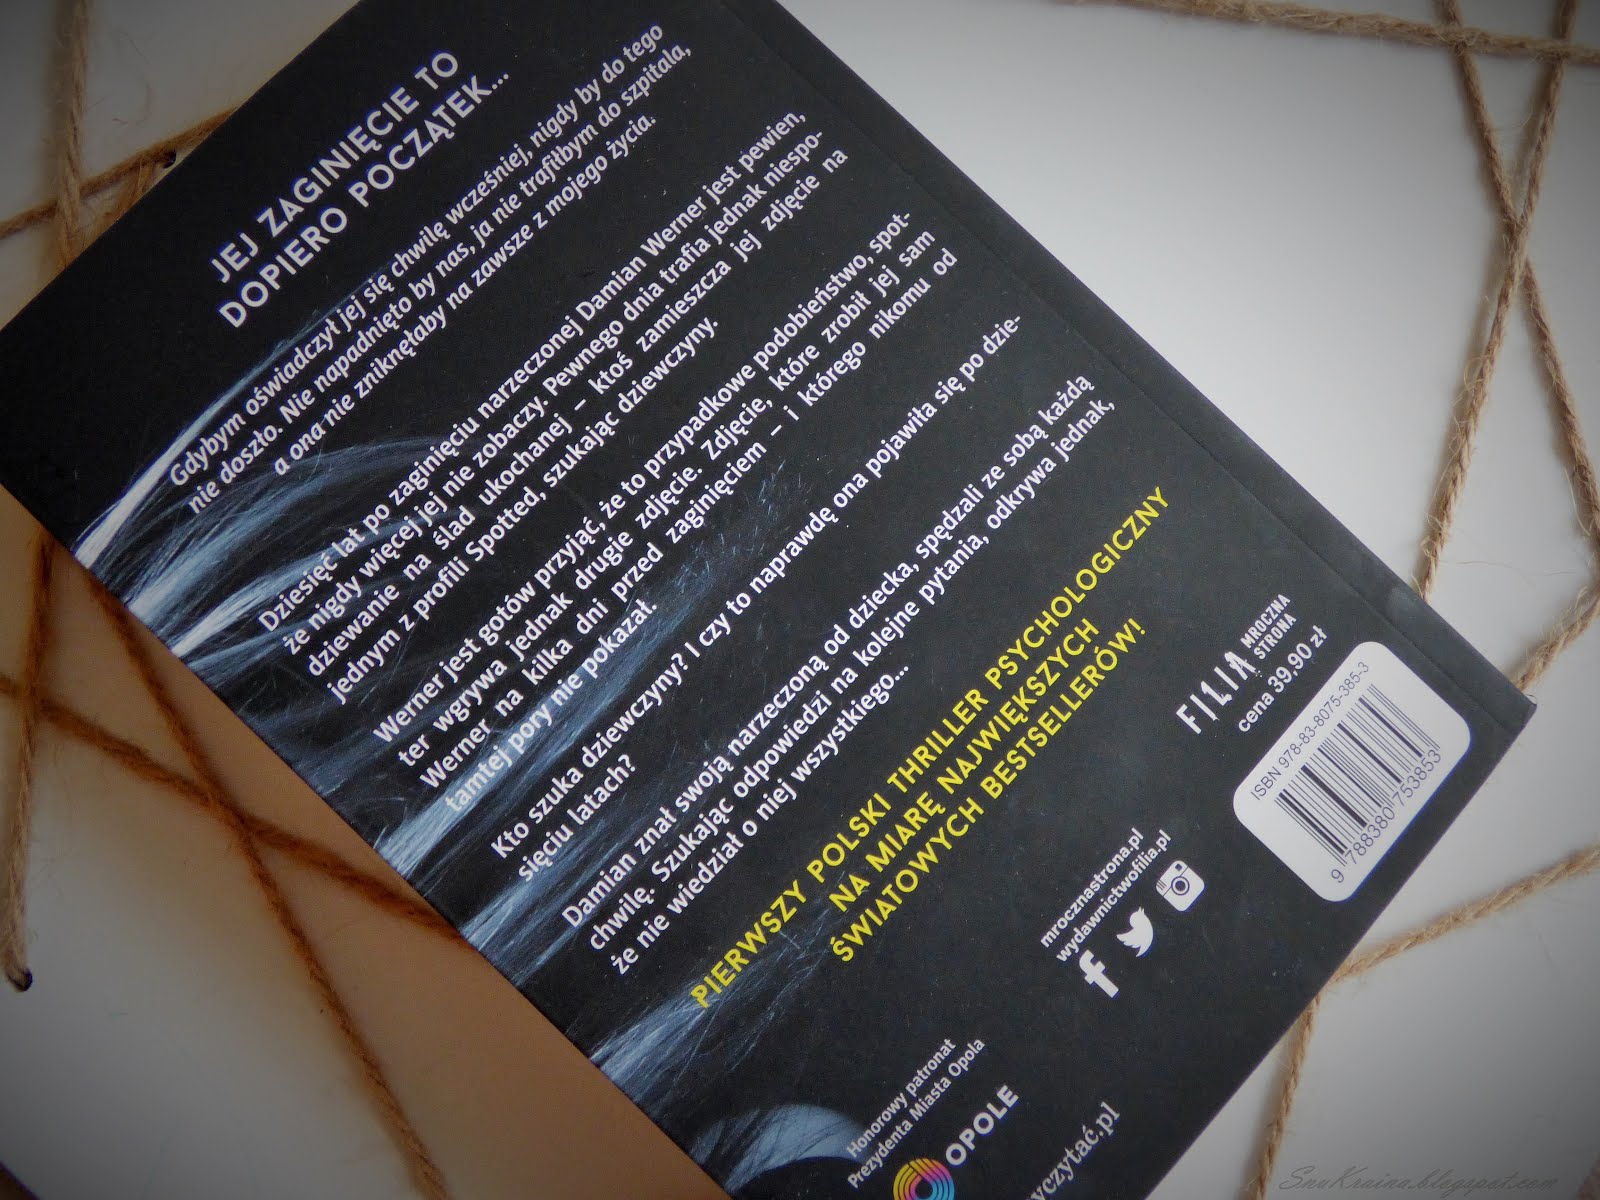 JEJ ZAGINIĘCIE TO
DOPIERO POCZĄTEK...
Gdybym oświadczył jej się chwilę wcześniej, nigdy by do tego
nie doszło. Nie napadnięto by nas, ja nie trafiłbym do szpitala,
a ona nie zniknęłaby na zawsze z mojego życia.
Dziesięć lat po zaginięciu narzeczonej Damian Werner jest pewien,
że nigdy więcej jej nie zobaczy. Pewnego dnia trafia jednak niespo-
dziewanie na ślad ukochanej – ktoś zamieszcza jej zdjęcie na
jednym z profili Spotted, szukając dziewczyny.
Werner jest gotów przyjąć, że to przypadkowe podobieństwo, spot-
ter wgrywa jednak drugie zdjęcie. Zdjęcie, które zrobił jej sam
Werner na kilka dni przed zaginięciem – i którego nikomu od
tamtej pory nie pokazał.
Kto szuka dziewczyny? I czy to naprawdę ona pojawiła się po dzie-
sięciu latach?
Damian znał swoją narzeczoną od dziecka, spędzali ze sobą każdą
chwilę. Szukając odpowiedzi na kolejne pytania, odkrywa jednak,
że nie wiedział o niej wszystkiego...
PIERWSZY POLSKI THRILLER PSYCHOLOGICZNY
NA MIARĘ NAJWIĘKSZYCH
ŚWIATOWYCH BESTSELLERÓW!
FILIA MROCZNA
STRONA
cena 39,90 zł
ISBN 978-83-8075-385-3
9 788380 753853
mrocznastrona.pl
wydawnictwofilia.pl
Honorowy patronat
Prezydenta Miasta Opola
OPOLE
yczytać.pl
SnuKraina.blogspot.com